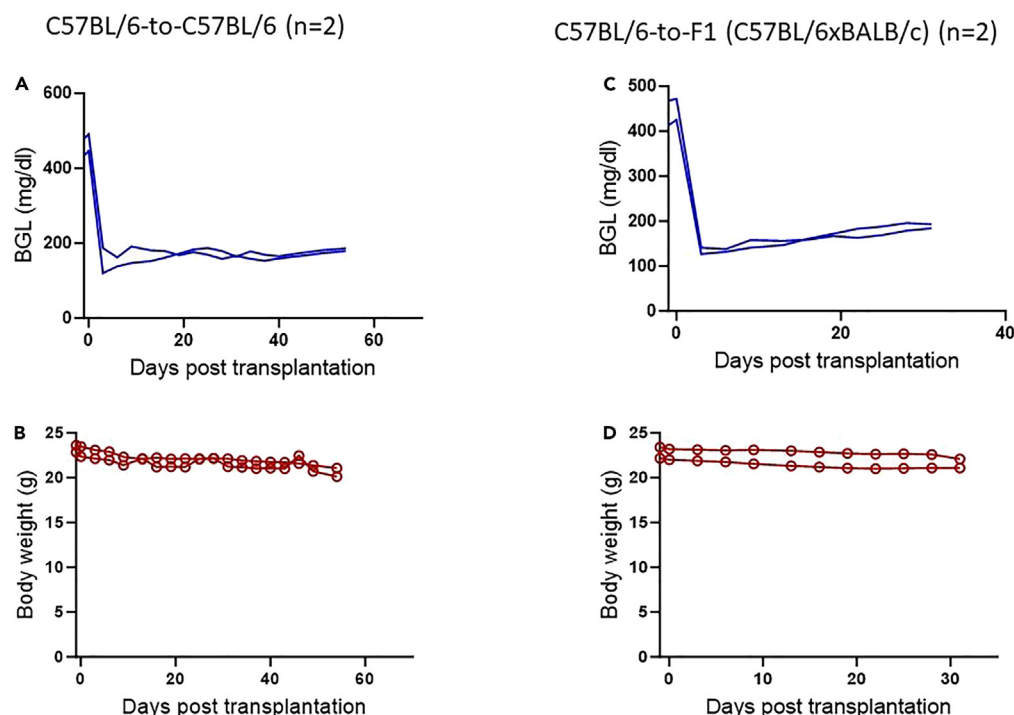 C57BL/6-to-C57BL/6 (n=2)
C57BL/6-to-F1 (C57BL/6xBALB/c) (n=2)
A
600
400
200
0
BGL (mg/dl)
0 20 40 60
Days post transplantation
C
500
400
300
200
100
0
BGL (mg/dl)
0 20 40
Days post transplantation
B
25
20
15
10
5
0
Body weight (g)
0 20 40 60
Days post transplantation
D
25
20
15
10
5
0
Body weight (g)
0 10 20 30
Days post transplantation